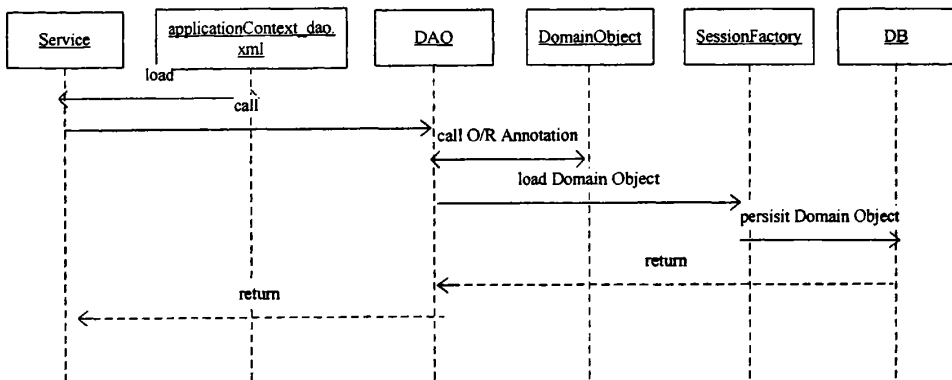 Service
applicationContext_dao.
xml
DAO
DomainObject
SessionFactory
DB
load
call
call O/R Annotation
load Domain Object
persisit Domain Object
return
return